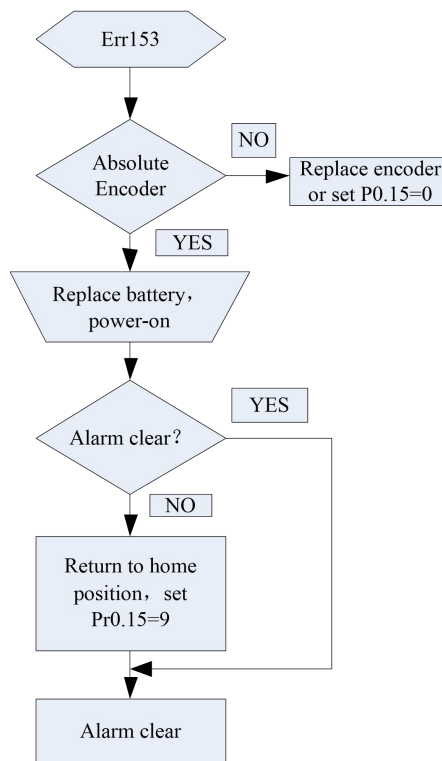 Err153
Absolute
Encoder
NO
Replace encoder
or set P0.15=0
YES
Replace battery，
power-on
Alarm clear？
YES
NO
Return to home
position，set
Pr0.15=9
Alarm clear